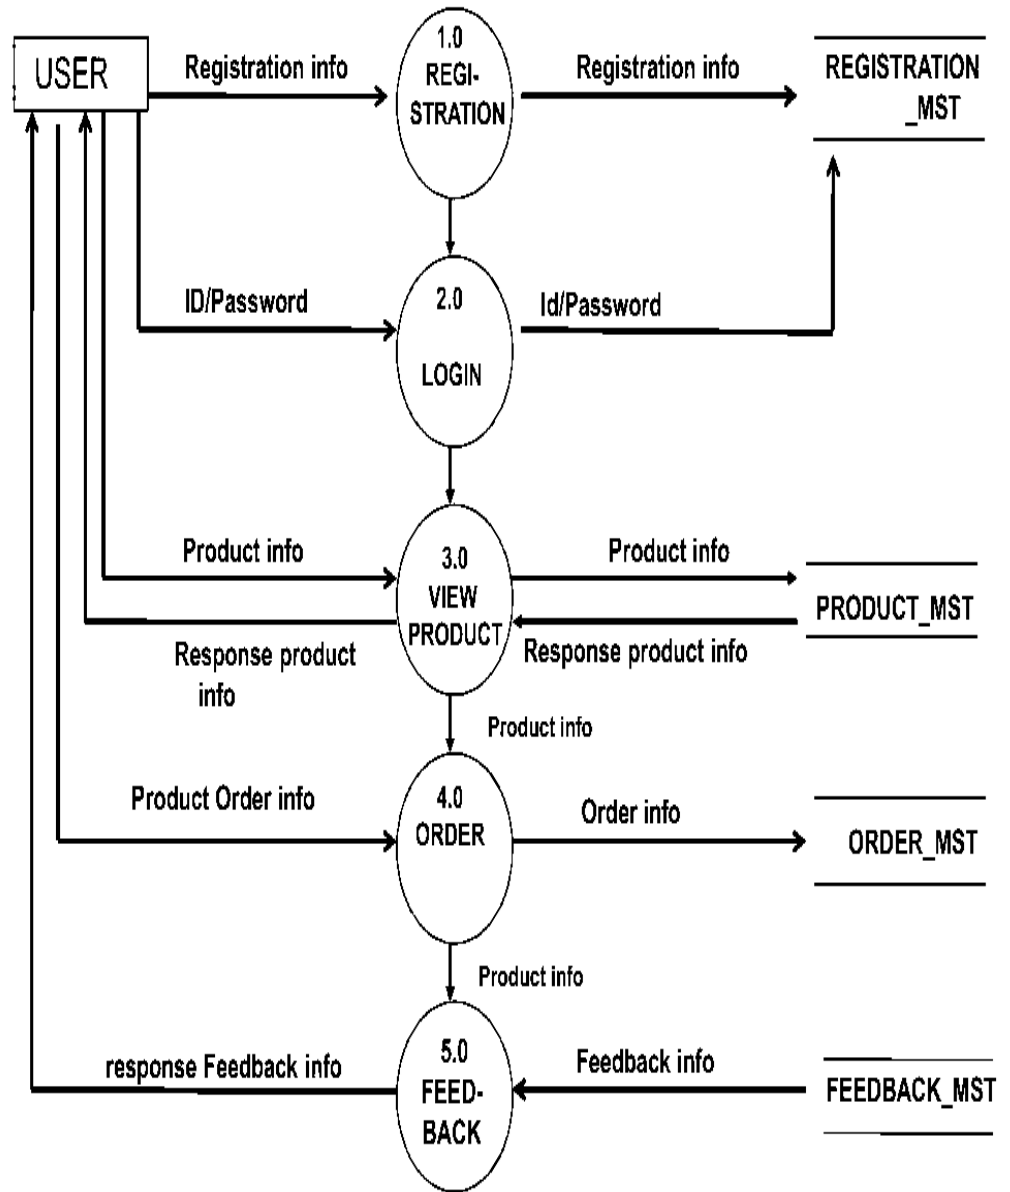 USER
Registration info
1.0
REGI-
STRATION
Registration info
REGISTRATION
_MST
ID/Password
2.0
LOGIN
Id/Password
Product info
3.0
VIEW
PRODUCT
Product info
PRODUCT_MST
Response product
info
Response product info
Product info
Product Order info
4.0
ORDER
Order info
ORDER_MST
Product info
response Feedback info
5.0
FEED-
BACK
Feedback info
FEEDBACK_MST